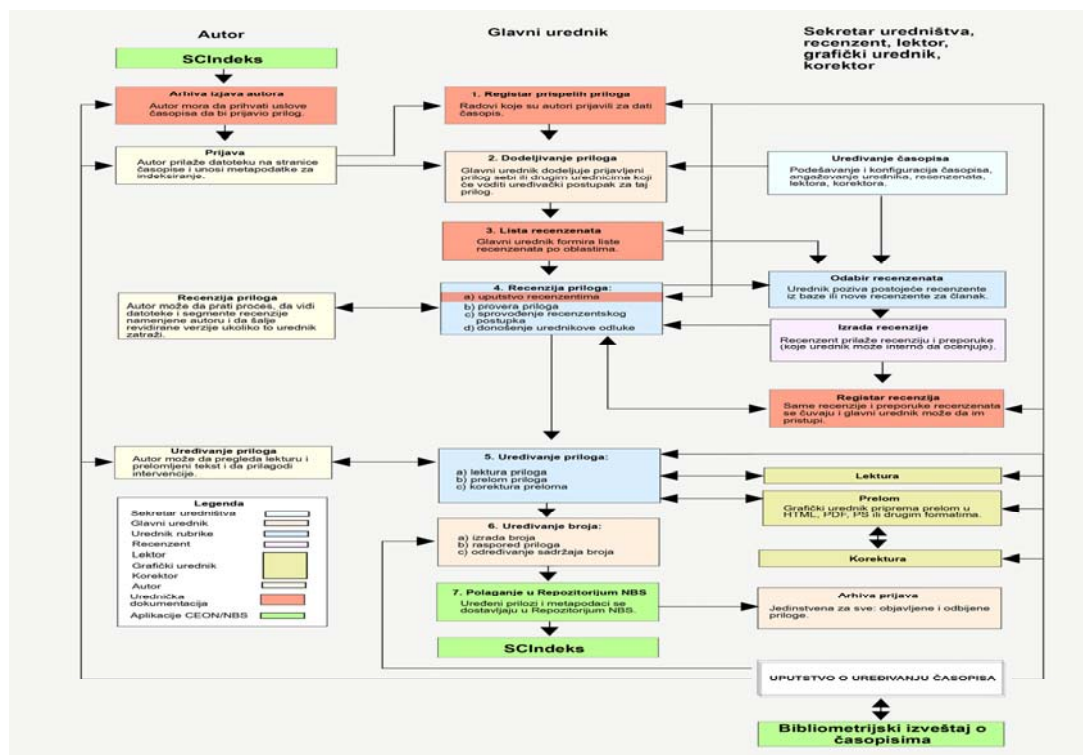 Autor
SCIndeks
Arhiva izjava autora
Autor mora da prihvati uslove
časopisa da bi prijavio prilog.
Prijava
Autor prilaže datoteku na stranice
časopise i unosi metapodatke za
indeksiranje.
Recenzija priloga
Autor može da prati proces, da vidi
datoteke i segmente recenzije
namenjene autoru i da šalje
revidirane verzije ukoliko to urednik
zatraži.
Uređivanje priloga
Autor može da pregleda lekturu i
prelomljeni tekst i da prilagodi
intervencije.
Legenda
Sekretar uredništva
Glavni urednik
Urednik rubrike
Recenzent
Lektor
Grafički urednik
Korektor
Autor
Urednička
dokumentacija
Aplikacije CEON/NBS
Glavni urednik
1. Registar prispelih priloga
Radovi koje su autori prijavili za dati
časopis.
2. Dodeljivanje priloga
Glavni urednik dodeljuje prijavljeni
prilog sebi ili drugim urednicima koji
će voditi uređivački postupak za taj
prilog.
3. Lista recenzenata
Glavni urednik formira liste
recenzenata po oblastima.
4. Recenzija priloga:
a) uputstvo recenzentima
b) provera priloga
c) sprovođenje recenzentskog
postupka
d) donošenje urednikove odluke
5. Uređivanje priloga:
a) lektura priloga
b) prelom priloga
c) korektura preloma
6. Uređivanje broja:
a) izrada broja
b) raspored priloga
c) određivanje sadržaja broja
7. Polaganje u Repozitorijum NBS
Uređeni prilozi i metapodaci se
dostavljaju u Repozitorijum NBS.
SCIndeks
Sekretar uredništva,
recenzent, lektor,
grafički urednik,
korektor
Uređivanje časopisa
Podešavanje i konfiguracija časopisa,
angažovanje urednika, recenzenata,
lektora, korektora.
Odabir recenzenata
Urednik poziva postojeće recenzente
iz baze ili nove recenzente za članak.
Izrada recenzije
Recenzent prilaže recenziju i preporuke
(koje urednik može interno da ocenjuje).
Registar recenzija
Same recenzije i preporuke recenzenata
se čuvaju i glavni urednik može da im
pristupi.
Lektura
Prelom
Grafički urednik priprema prelom u
HTML, PDF, PS ili drugim formatima.
Korektura
Arhiva prijava
Jedinstvena za sve: objavljene i odbijene
priloge.
UPUTSTVO O UREĐIVANJU ČASOPISA
Bibliometrijski izveštaj o
časopisima